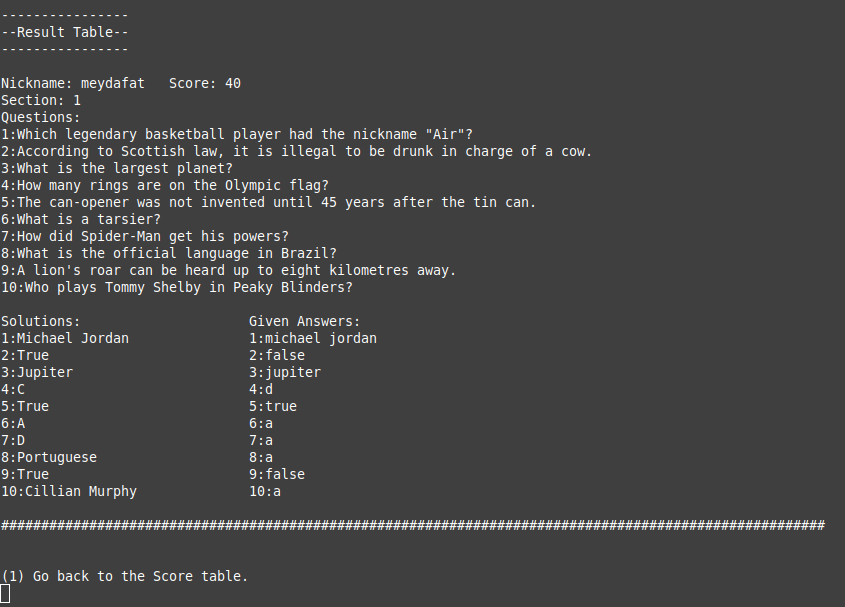 ----------------
--Result Table--
----------------
Nickname: meydafat   Score: 40
Section: 1
Questions:
1:Which legendary basketball player had the nickname "Air"?
2:According to Scottish law, it is illegal to be drunk in charge of a cow.
3:What is the largest planet?
4:How many rings are on the Olympic flag?
5:The can-opener was not invented until 45 years after the tin can.
6:What is a tarsier?
7:How did Spider-Man get his powers?
8:What is the official language in Brazil?
9:A lion's roar can be heard up to eight kilometres away.
10:Who plays Tommy Shelby in Peaky Blinders?
Solutions:                     Given Answers:
1:Michael Jordan               1:michael jordan
2:True                         2:false
3:Jupiter                      3:jupiter
4:C                            4:d
5:True                         5:true
6:A                            6:a
7:D                            7:a
8:Portuguese                   8:a
9:True                         9:false
10:Cillian Murphy              10:a
#######################################################################################################
(1) Go back to the Score table.